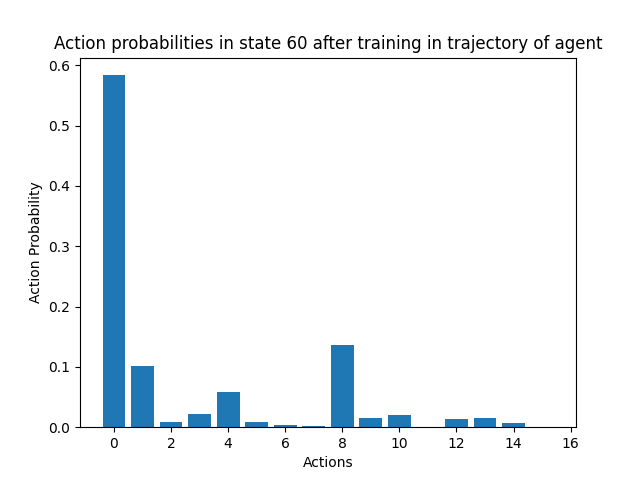 Action probabilities in state 60 after training in trajectory of agent
0.6
0.5
0.4
0.3
0.2
0.1
0.0
Action Probability
0 2 4 6 8 10 12 14 16
Actions